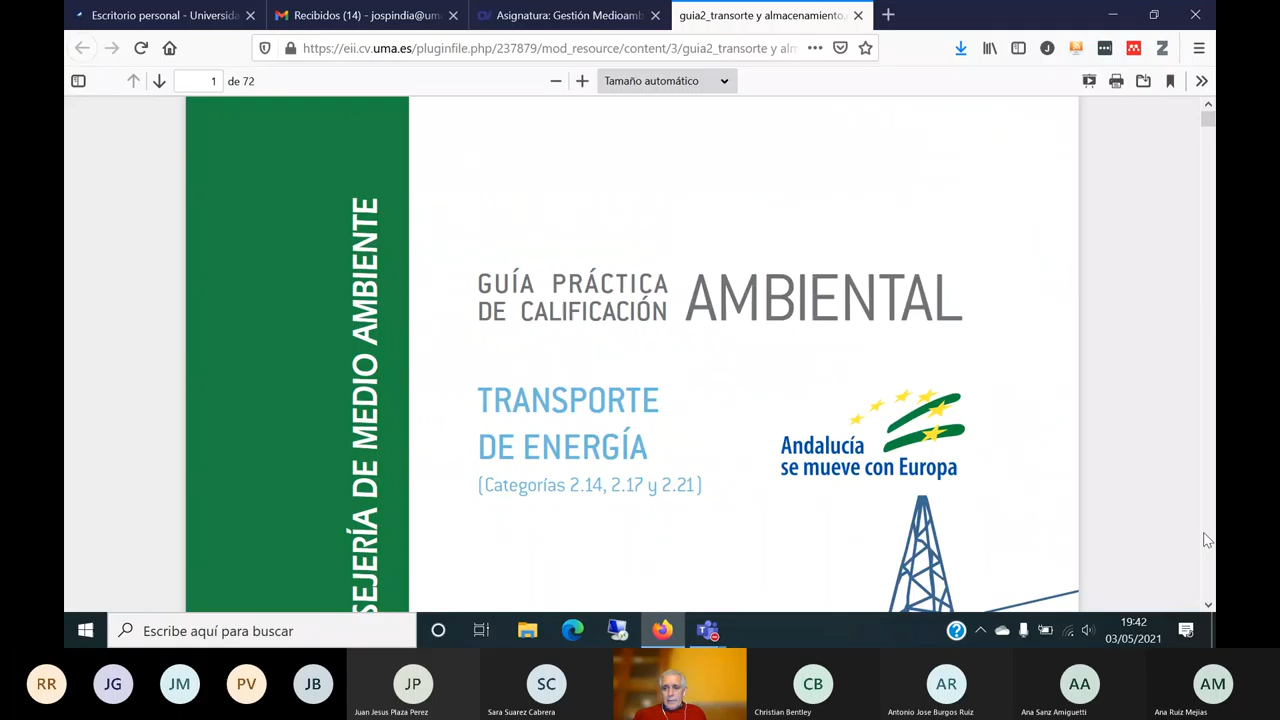 Escritorio personal - Universida
Recibidos (14) - jospindia@um
Asignatura: Gestión Medioamb
guia2_transorte y almacenamiento.
https://eii.cv.uma.es/pluginfile.php/237879/mod_resource/content/3/guia2_transorte y alm
1 de 72
Tamaño automático
SEJERÍA DE MEDIO AMBIENTE
GUÍA PRÁCTICA
DE CALIFICACIÓN
AMBIENTAL
TRANSPORTE
DE ENERGÍA
(Categorías 2.14, 2.17 y 2.21)
Andalucía
se mueve con Europa
Escribe aquí para buscar
19:42
03/05/2021
RR
JG
JM
PV
JB
JP
SC
CB
AR
AA
AM
Juan Jesus Plaza Perez
Sara Suarez Cabrera
Christian Bentley
Antonio Jose Burgos Ruiz
Ana Sanz Amiguetti
Ana Ruiz Mejias